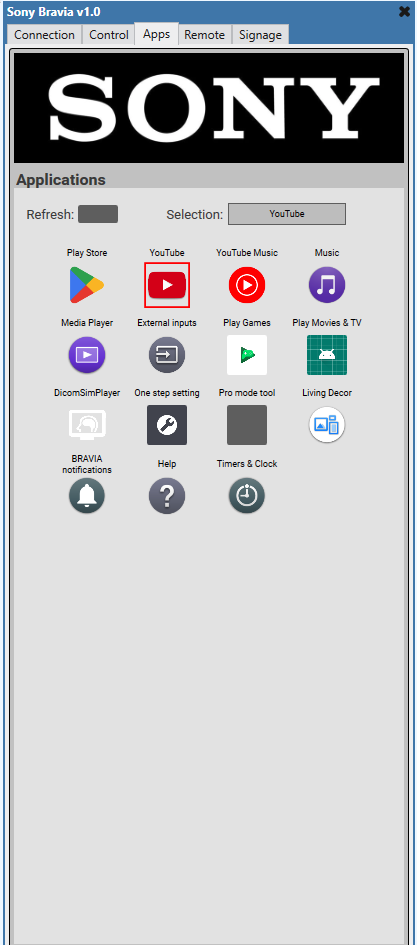 Sony Bravia v1.0
Connection Control Apps Remote Signage
SONY
Applications
Refresh: Selection: YouTube
Play Store YouTube YouTube Music Music
Media Player External inputs Play Games Play Movies & TV
DicomSimPlayer One step setting Pro mode tool Living Decor
BRAVIA
notifications Help Timers & Clock